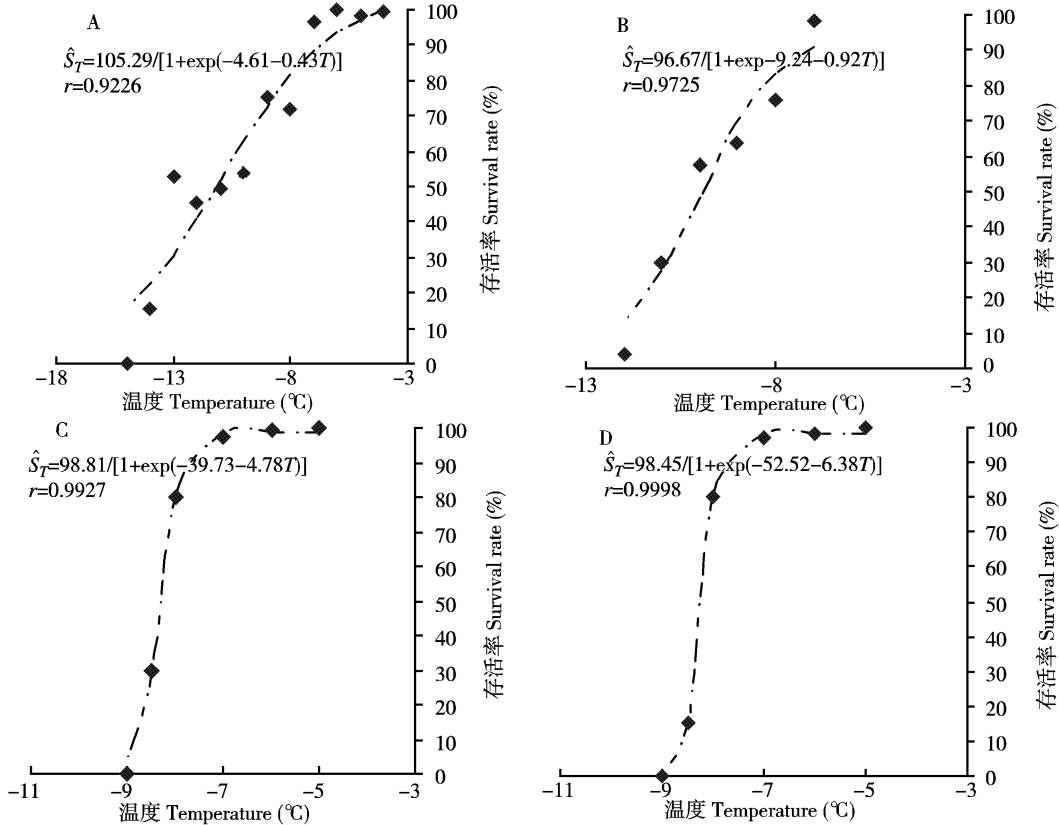 A
Ŝ_T=105.29/[1+exp(−4.61−0.43T)]
r=0.9226
100
90
80
70
60
50
40
30
20
10
0
存活率 Survival rate (%)
−18 −13 −8 −3
温度 Temperature (℃)
B
Ŝ_T=96.67/[1+exp−9.24−0.92T)]
r=0.9725
100
90
80
70
60
50
40
30
20
10
0
存活率 Survival rate (%)
−13 −8 −3
温度 Temperature (℃)
C
Ŝ_T=98.81/[1+exp(−39.73−4.78T)]
r=0.9927
100
90
80
70
60
50
40
30
20
10
0
存活率 Survival rate (%)
−11 −9 −7 −5 −3
温度 Temperature (℃)
D
Ŝ_T=98.45/[1+exp(−52.52−6.38T)]
r=0.9998
100
90
80
70
60
50
40
30
20
10
0
存活率 Survival rate (%)
−11 −9 −7 −5 −3
温度 Temperature (℃)